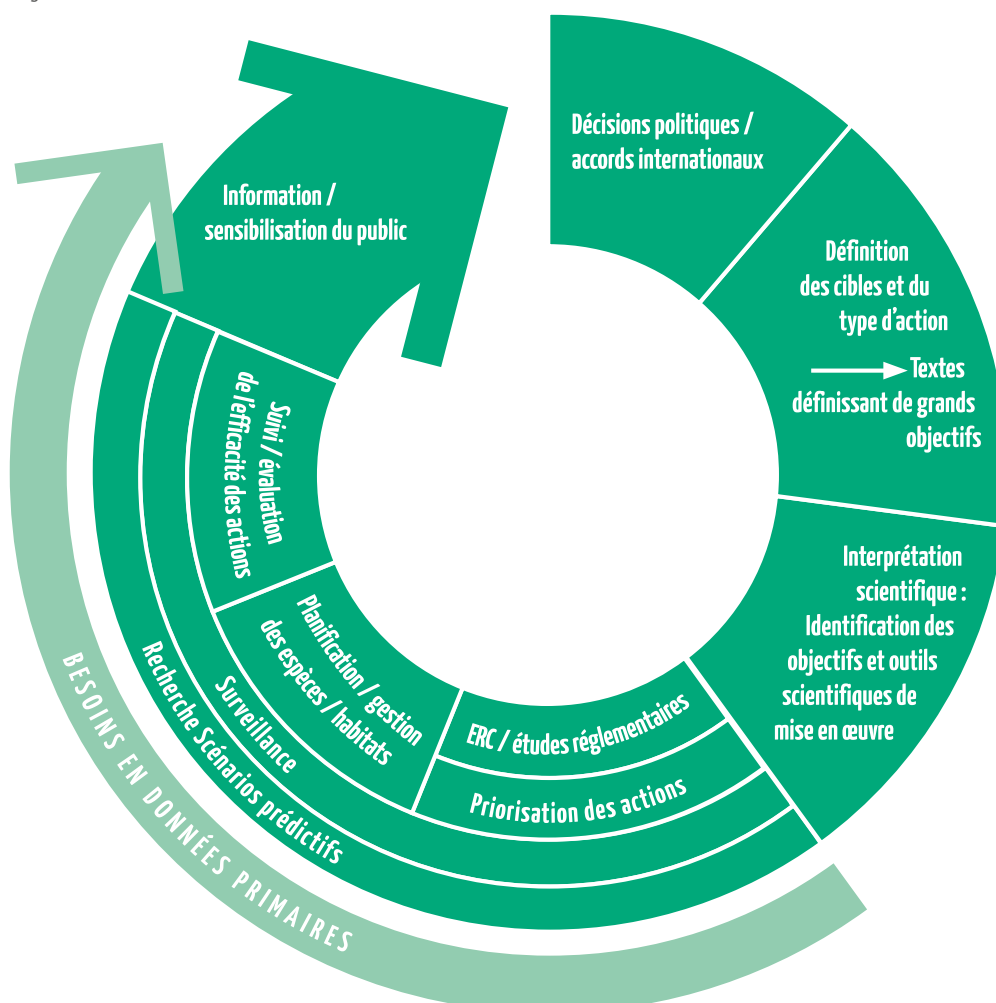 Décisions politiques /
accords internationaux
Définition
des cibles et du
type d'action
Textes
définissant de grands
objectifs
Interprétation
scientifique :
Identification des
objectifs et outils
scientifiques de
mise en œuvre
ERC / études réglementaires
Priorisation des actions
Planification / gestion
des espèces / habitats
Suivi / évaluation
de l'efficacité des actions
Surveillance
Recherche Scénarios prédictifs
Information /
sensibilisation du public
BESOINS EN DONNÉES PRIMAIRES